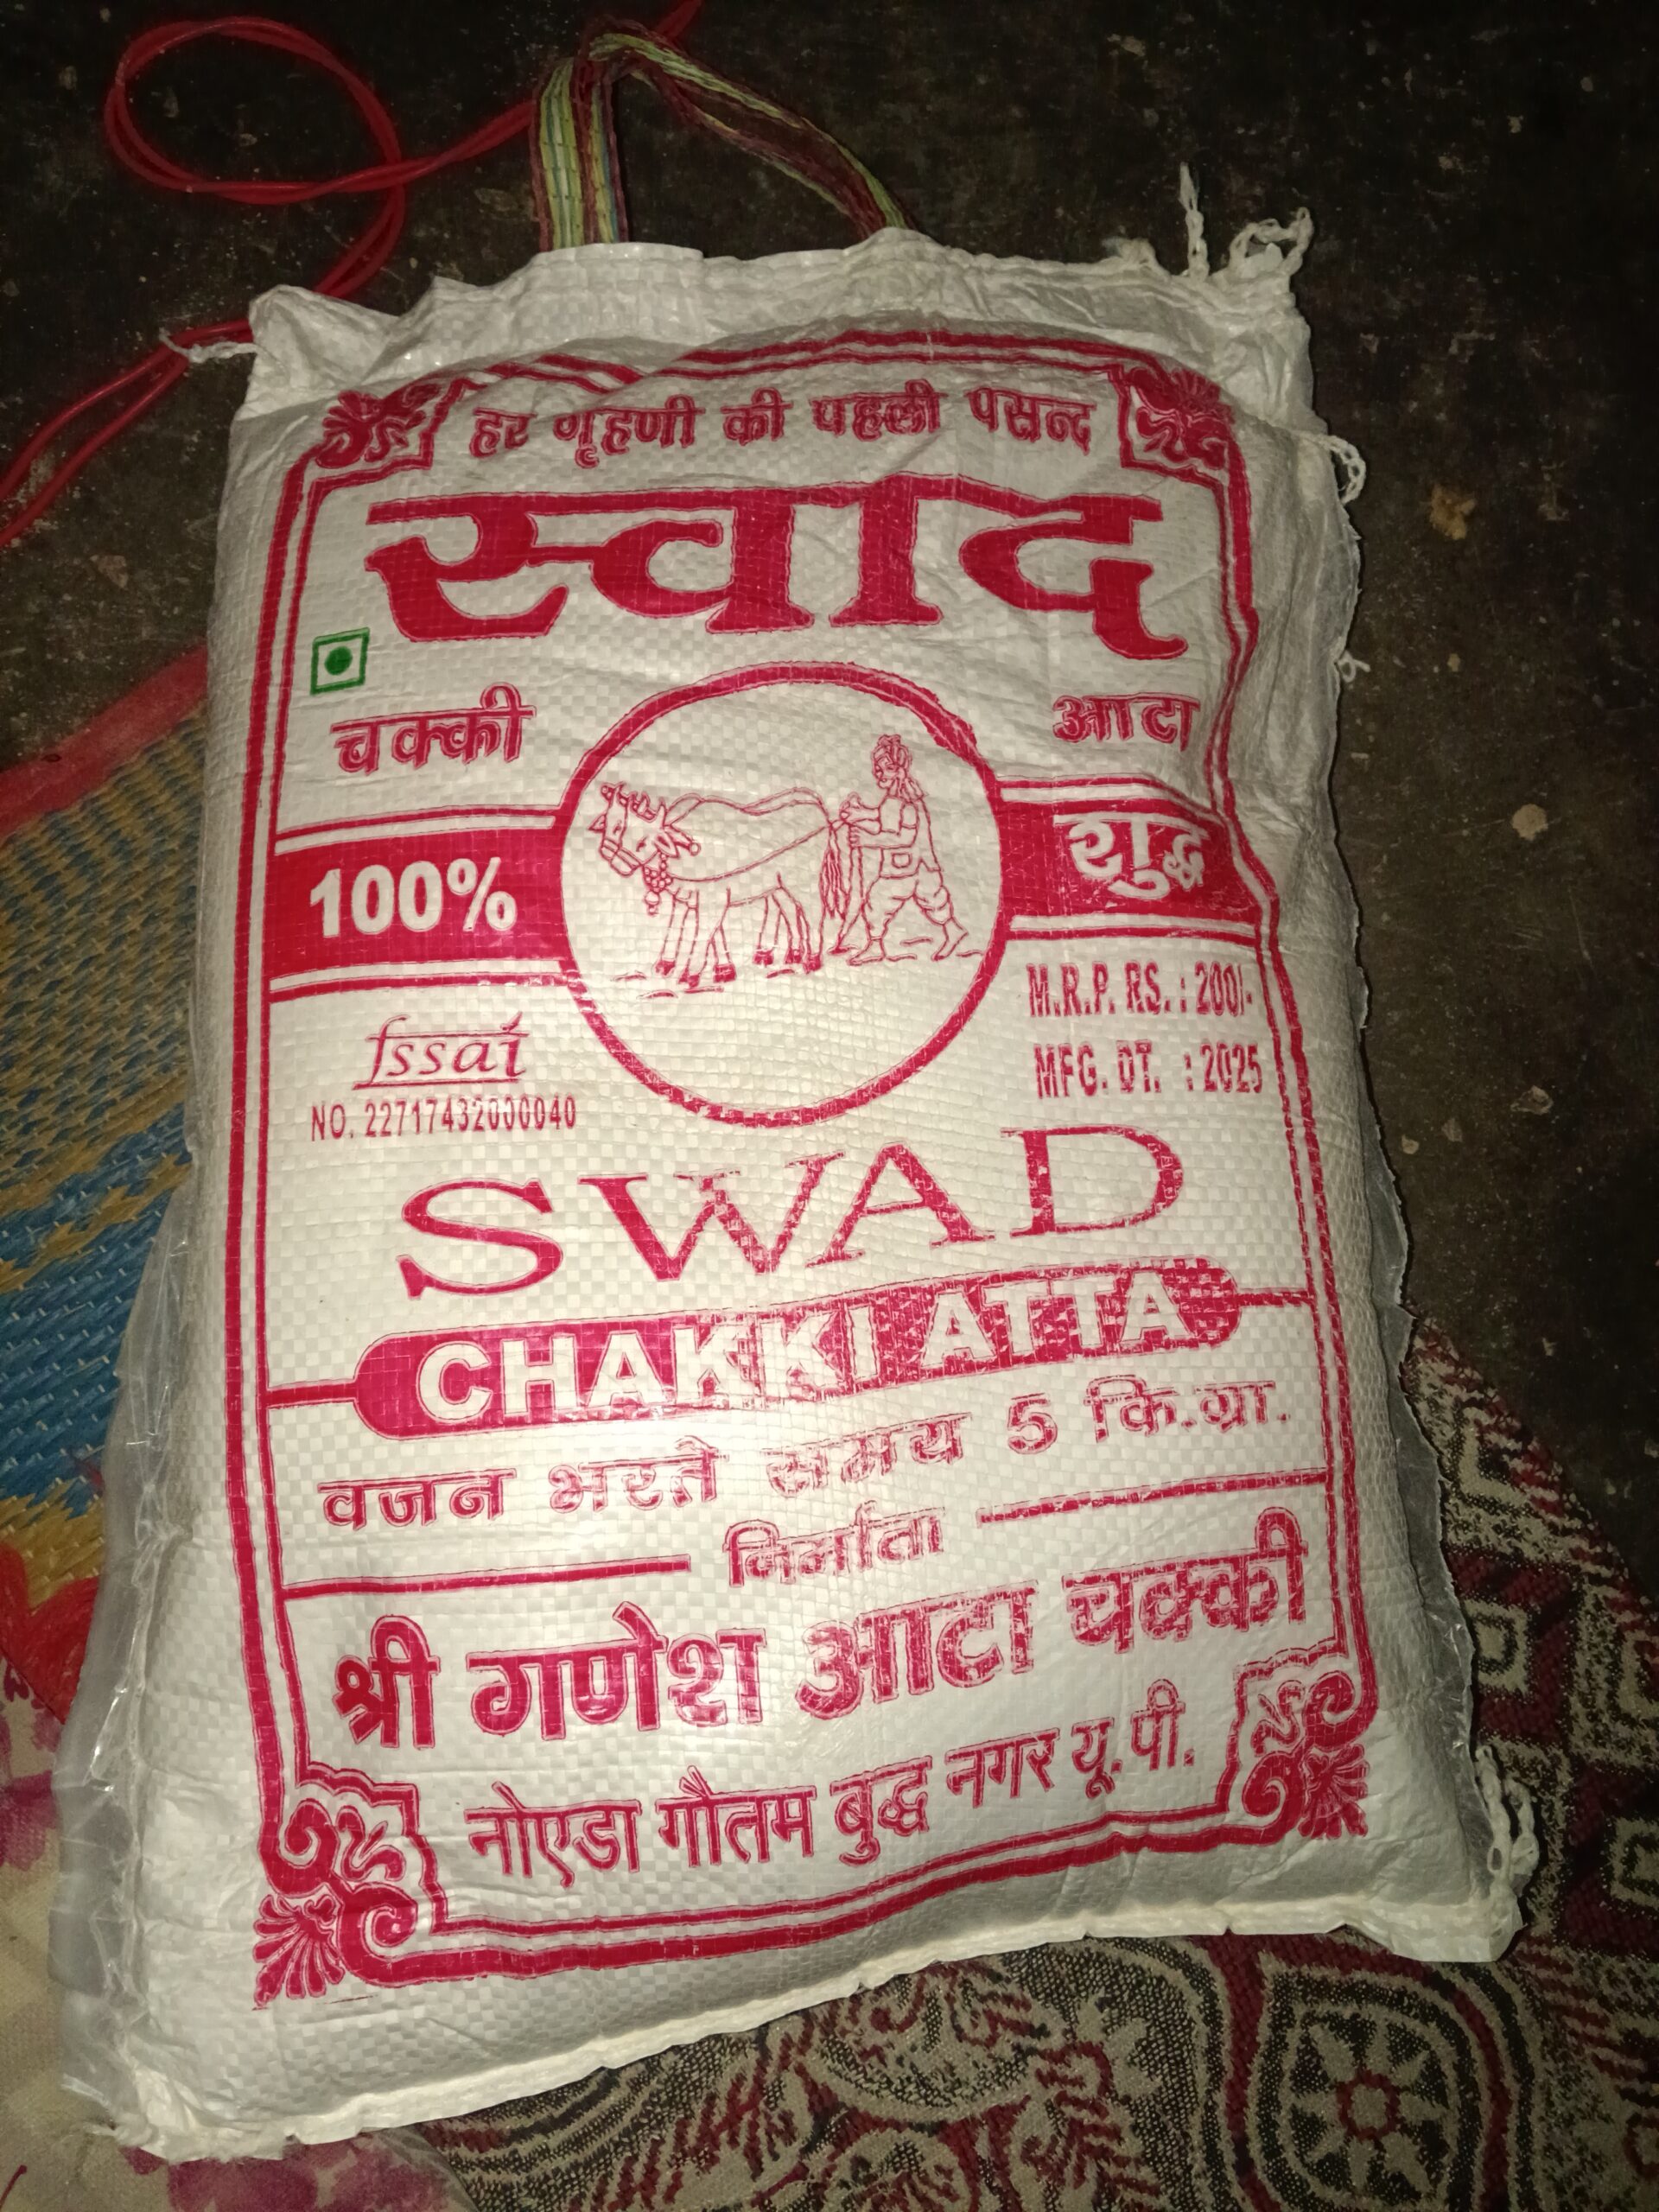 हर गृहणी की पहली पसन्द
स्वाद
चक्की आटा
100% शुद्ध
fssai
NO. 22717432000040
M.R.P. RS. : 200/-
MFG. DT. : 2025
SWAD
CHAKKI ATTA
वजन भरते समय 5 कि.ग्रा.
निर्माता
श्री गणेश आटा चक्की
नोएडा गौतम बुद्ध नगर यू.पी.